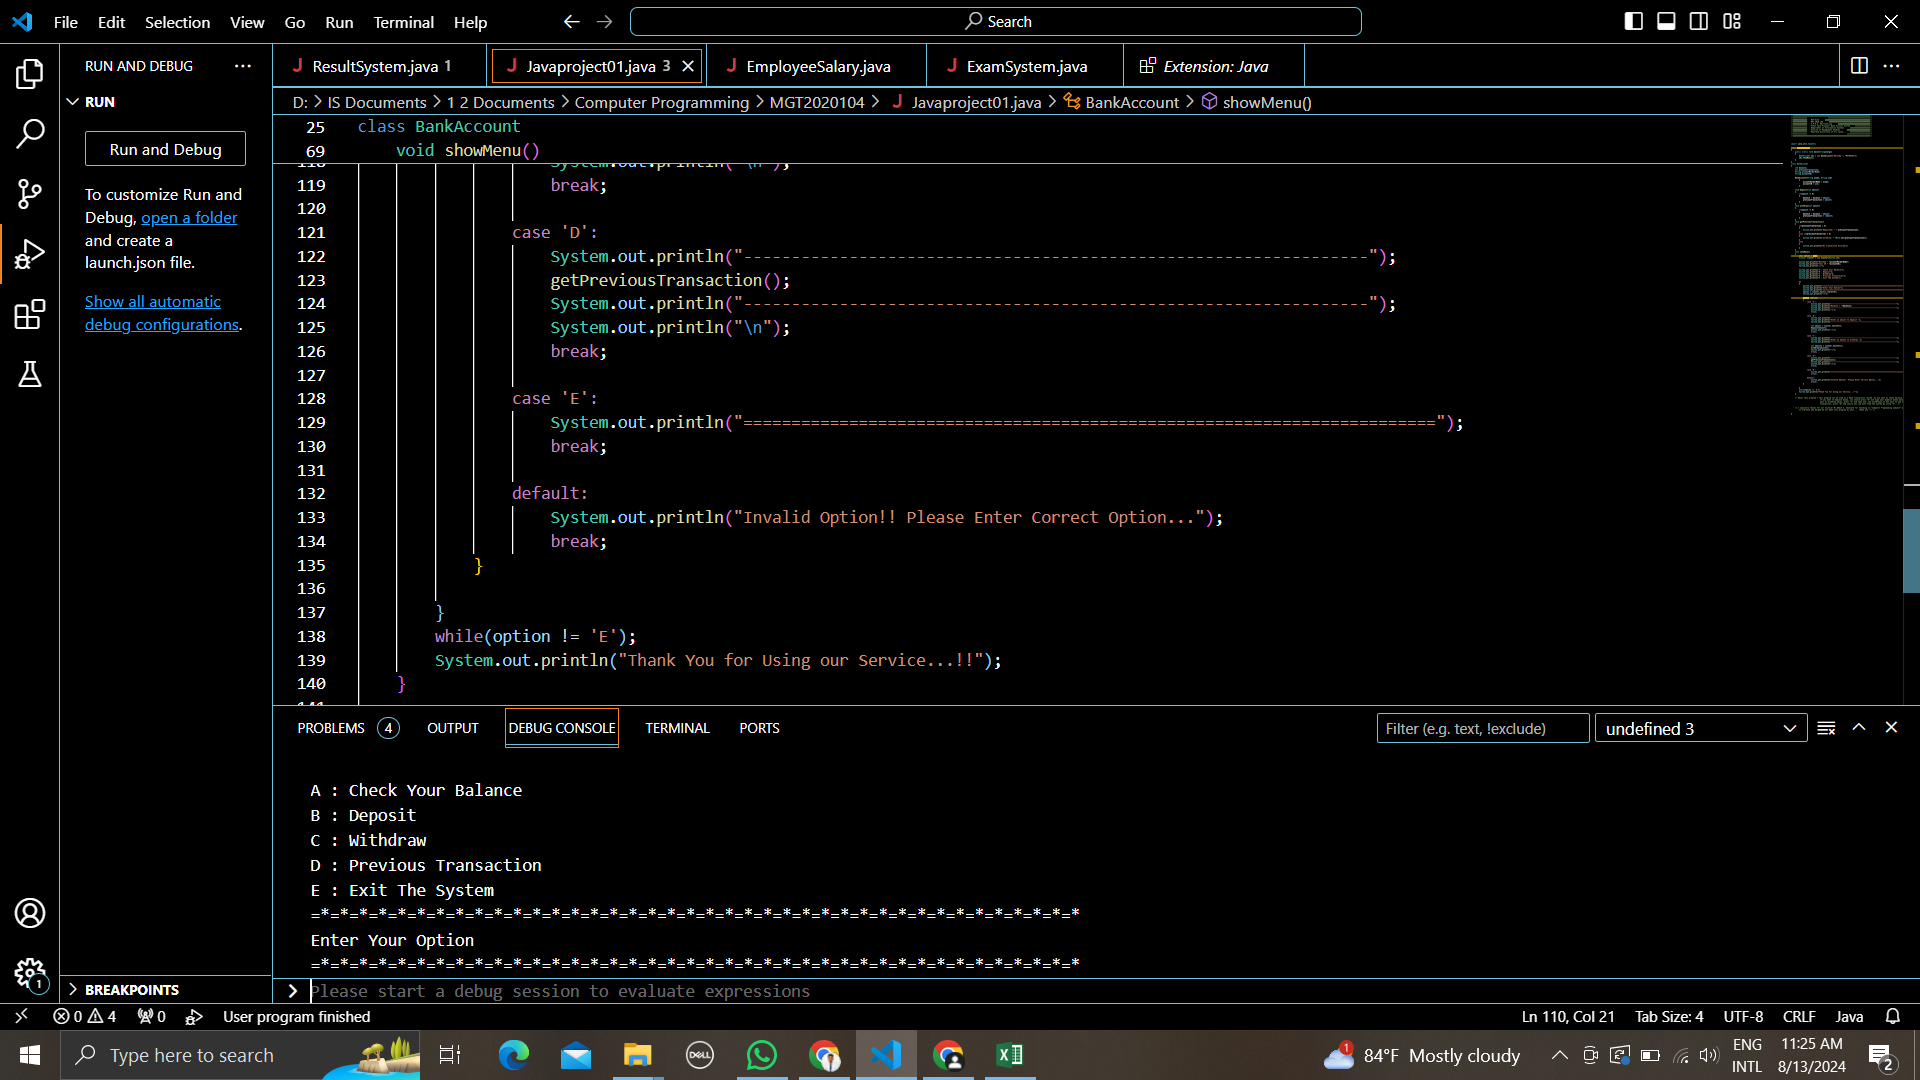 File Edit Selection View Go Run Terminal Help
Search
RUN AND DEBUG
RUN
Run and Debug
To customize Run and
Debug, open a folder
and create a
launch.json file.
Show all automatic
debug configurations.
BREAKPOINTS
ResultSystem.java 1
Javaproject01.java 3
EmployeeSalary.java
ExamSystem.java
Extension: Java
D: > IS Documents > 1 2 Documents > Computer Programming > MGT2020104 > Javaproject01.java > BankAccount > showMenu()
25 class BankAccount
69 void showMenu()
119 break;
120
121 case 'D':
122 System.out.println("-----------------------------------------------------------------");
123 getPreviousTransaction();
124 System.out.println("-----------------------------------------------------------------");
125 System.out.println("\n");
126 break;
127
128 case 'E':
129 System.out.println("========================================================================");
130 break;
131
132 default:
133 System.out.println("Invalid Option!! Please Enter Correct Option...");
134 break;
135 }
136
137 }
138 while(option != 'E');
139 System.out.println("Thank You for Using our Service...!!");
140 }
PROBLEMS 4 OUTPUT DEBUG CONSOLE TERMINAL PORTS
Filter (e.g. text, !exclude)
undefined 3
A : Check Your Balance
B : Deposit
C : Withdraw
D : Previous Transaction
E : Exit The System
=*=*=*=*=*=*=*=*=*=*=*=*=*=*=*=*=*=*=*=*=*=*=*=*=*=*=*=*=*=*=*=*=*=*=*=*=*=*=*=*
Enter Your Option
=*=*=*=*=*=*=*=*=*=*=*=*=*=*=*=*=*=*=*=*=*=*=*=*=*=*=*=*=*=*=*=*=*=*=*=*=*=*=*=*
Please start a debug session to evaluate expressions
0 4 0 User program finished
Ln 110, Col 21 Tab Size: 4 UTF-8 CRLF Java
1
Type here to search
DELL
1
84°F Mostly cloudy
ENG
INTL
11:25 AM
8/13/2024
2